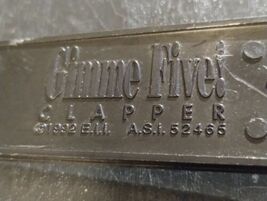 Gimme Five!
CLAPPER
©1992 E.I.I. A.S.I. 52465